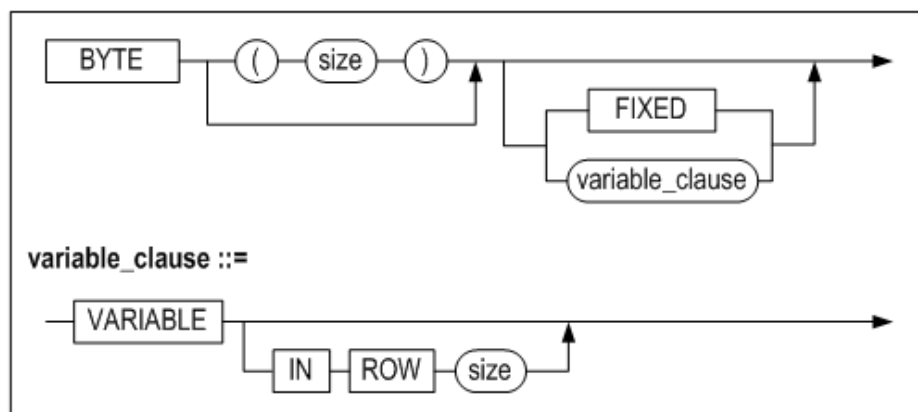 BYTE ( size )
FIXED
variable_clause
variable_clause ::=
VARIABLE
IN ROW size